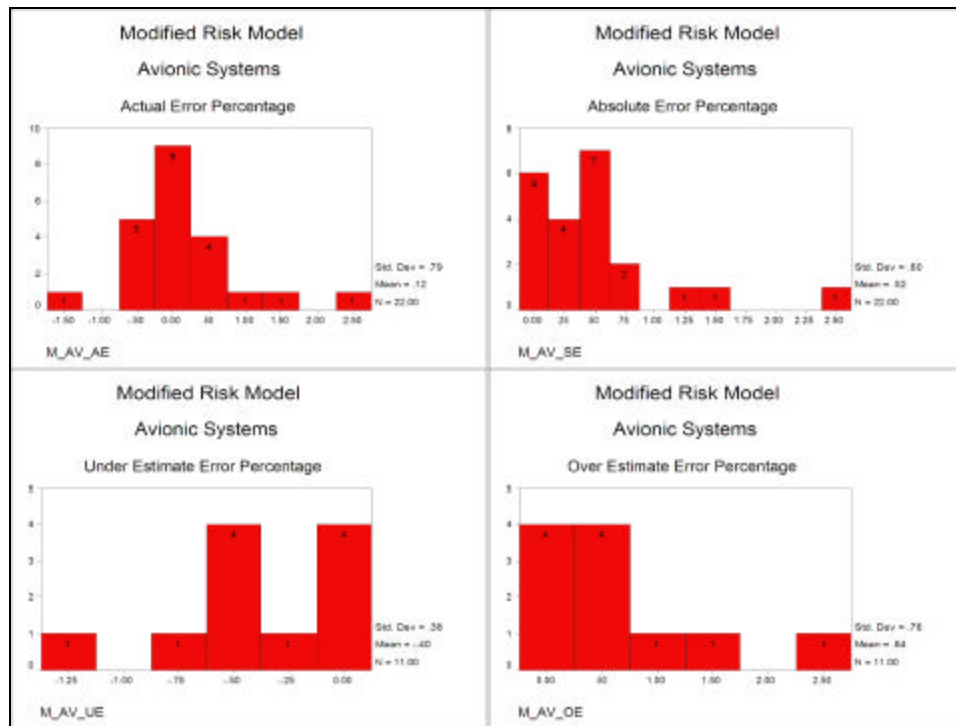 Modified Risk Model
Avionic Systems
Actual Error Percentage
10
8
6
4
2
0
1
5
9
4
1
1
1
-1.50
-1.00
-.50
0.00
.50
1.00
1.50
2.00
2.50
Std. Dev = .79
Mean = .12
N = 22.00
M_AV_AE
Modified Risk Model
Avionic Systems
Absolute Error Percentage
8
6
4
2
0
6
4
7
2
1
1
1
0.00
.25
.50
.75
1.00
1.25
1.50
1.75
2.00
2.25
2.50
Std. Dev = .60
Mean = .52
N = 22.00
M_AV_SE
Modified Risk Model
Avionic Systems
Under Estimate Error Percentage
5
4
3
2
1
0
1
1
4
1
4
-1.25
-1.00
-.75
-.50
-.25
0.00
Std. Dev = .38
Mean = -.40
N = 11.00
M_AV_UE
Modified Risk Model
Avionic Systems
Over Estimate Error Percentage
5
4
3
2
1
0
4
4
1
1
1
0.00
.50
1.00
1.50
2.00
2.50
Std. Dev = .76
Mean = .64
N = 11.00
M_AV_OE